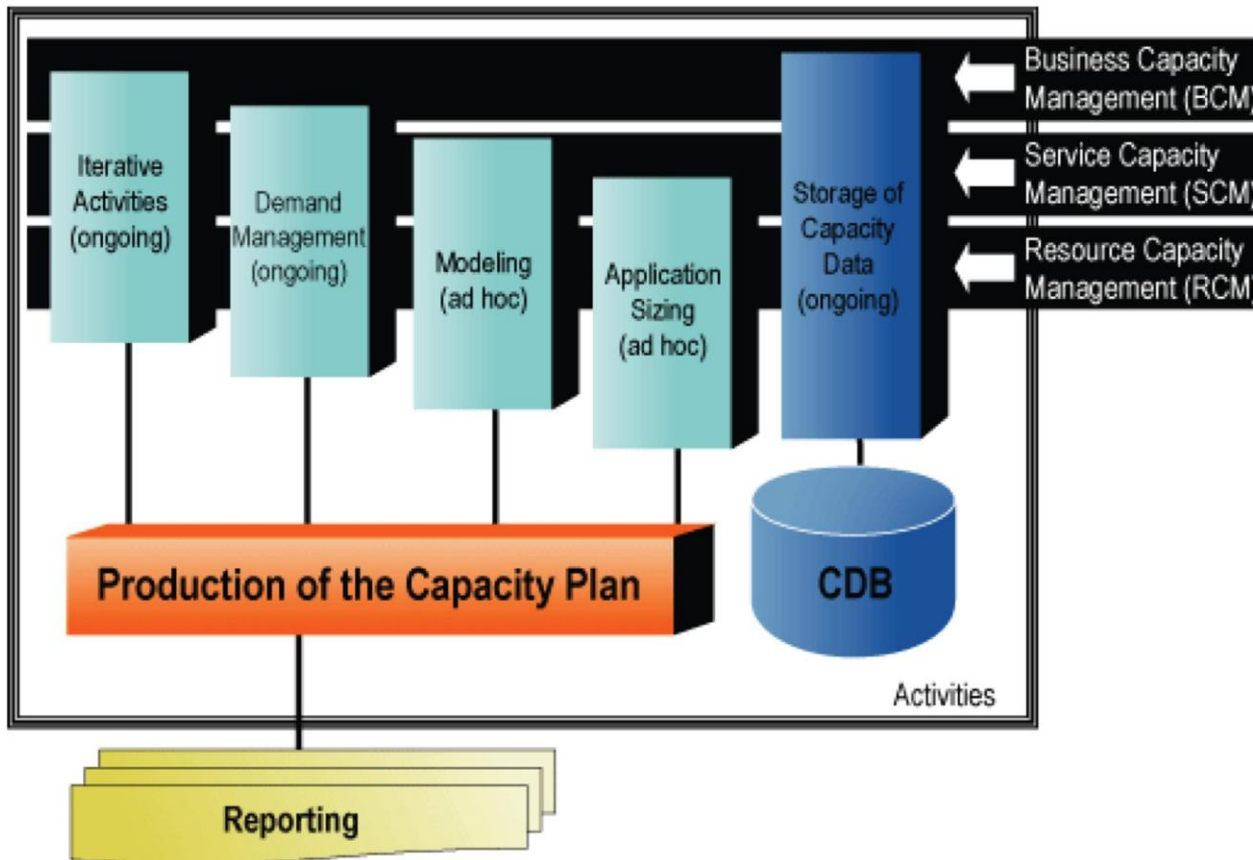 Business Capacity
Management (BCM)
Service Capacity
Management (SCM)
Resource Capacity
Management (RCM)
Iterative
Activities
(ongoing)
Demand
Management
(ongoing)
Modeling
(ad hoc)
Application
Sizing
(ad hoc)
Storage of
Capacity
Data
(ongoing)
Production of the Capacity Plan
CDB
Activities
Reporting